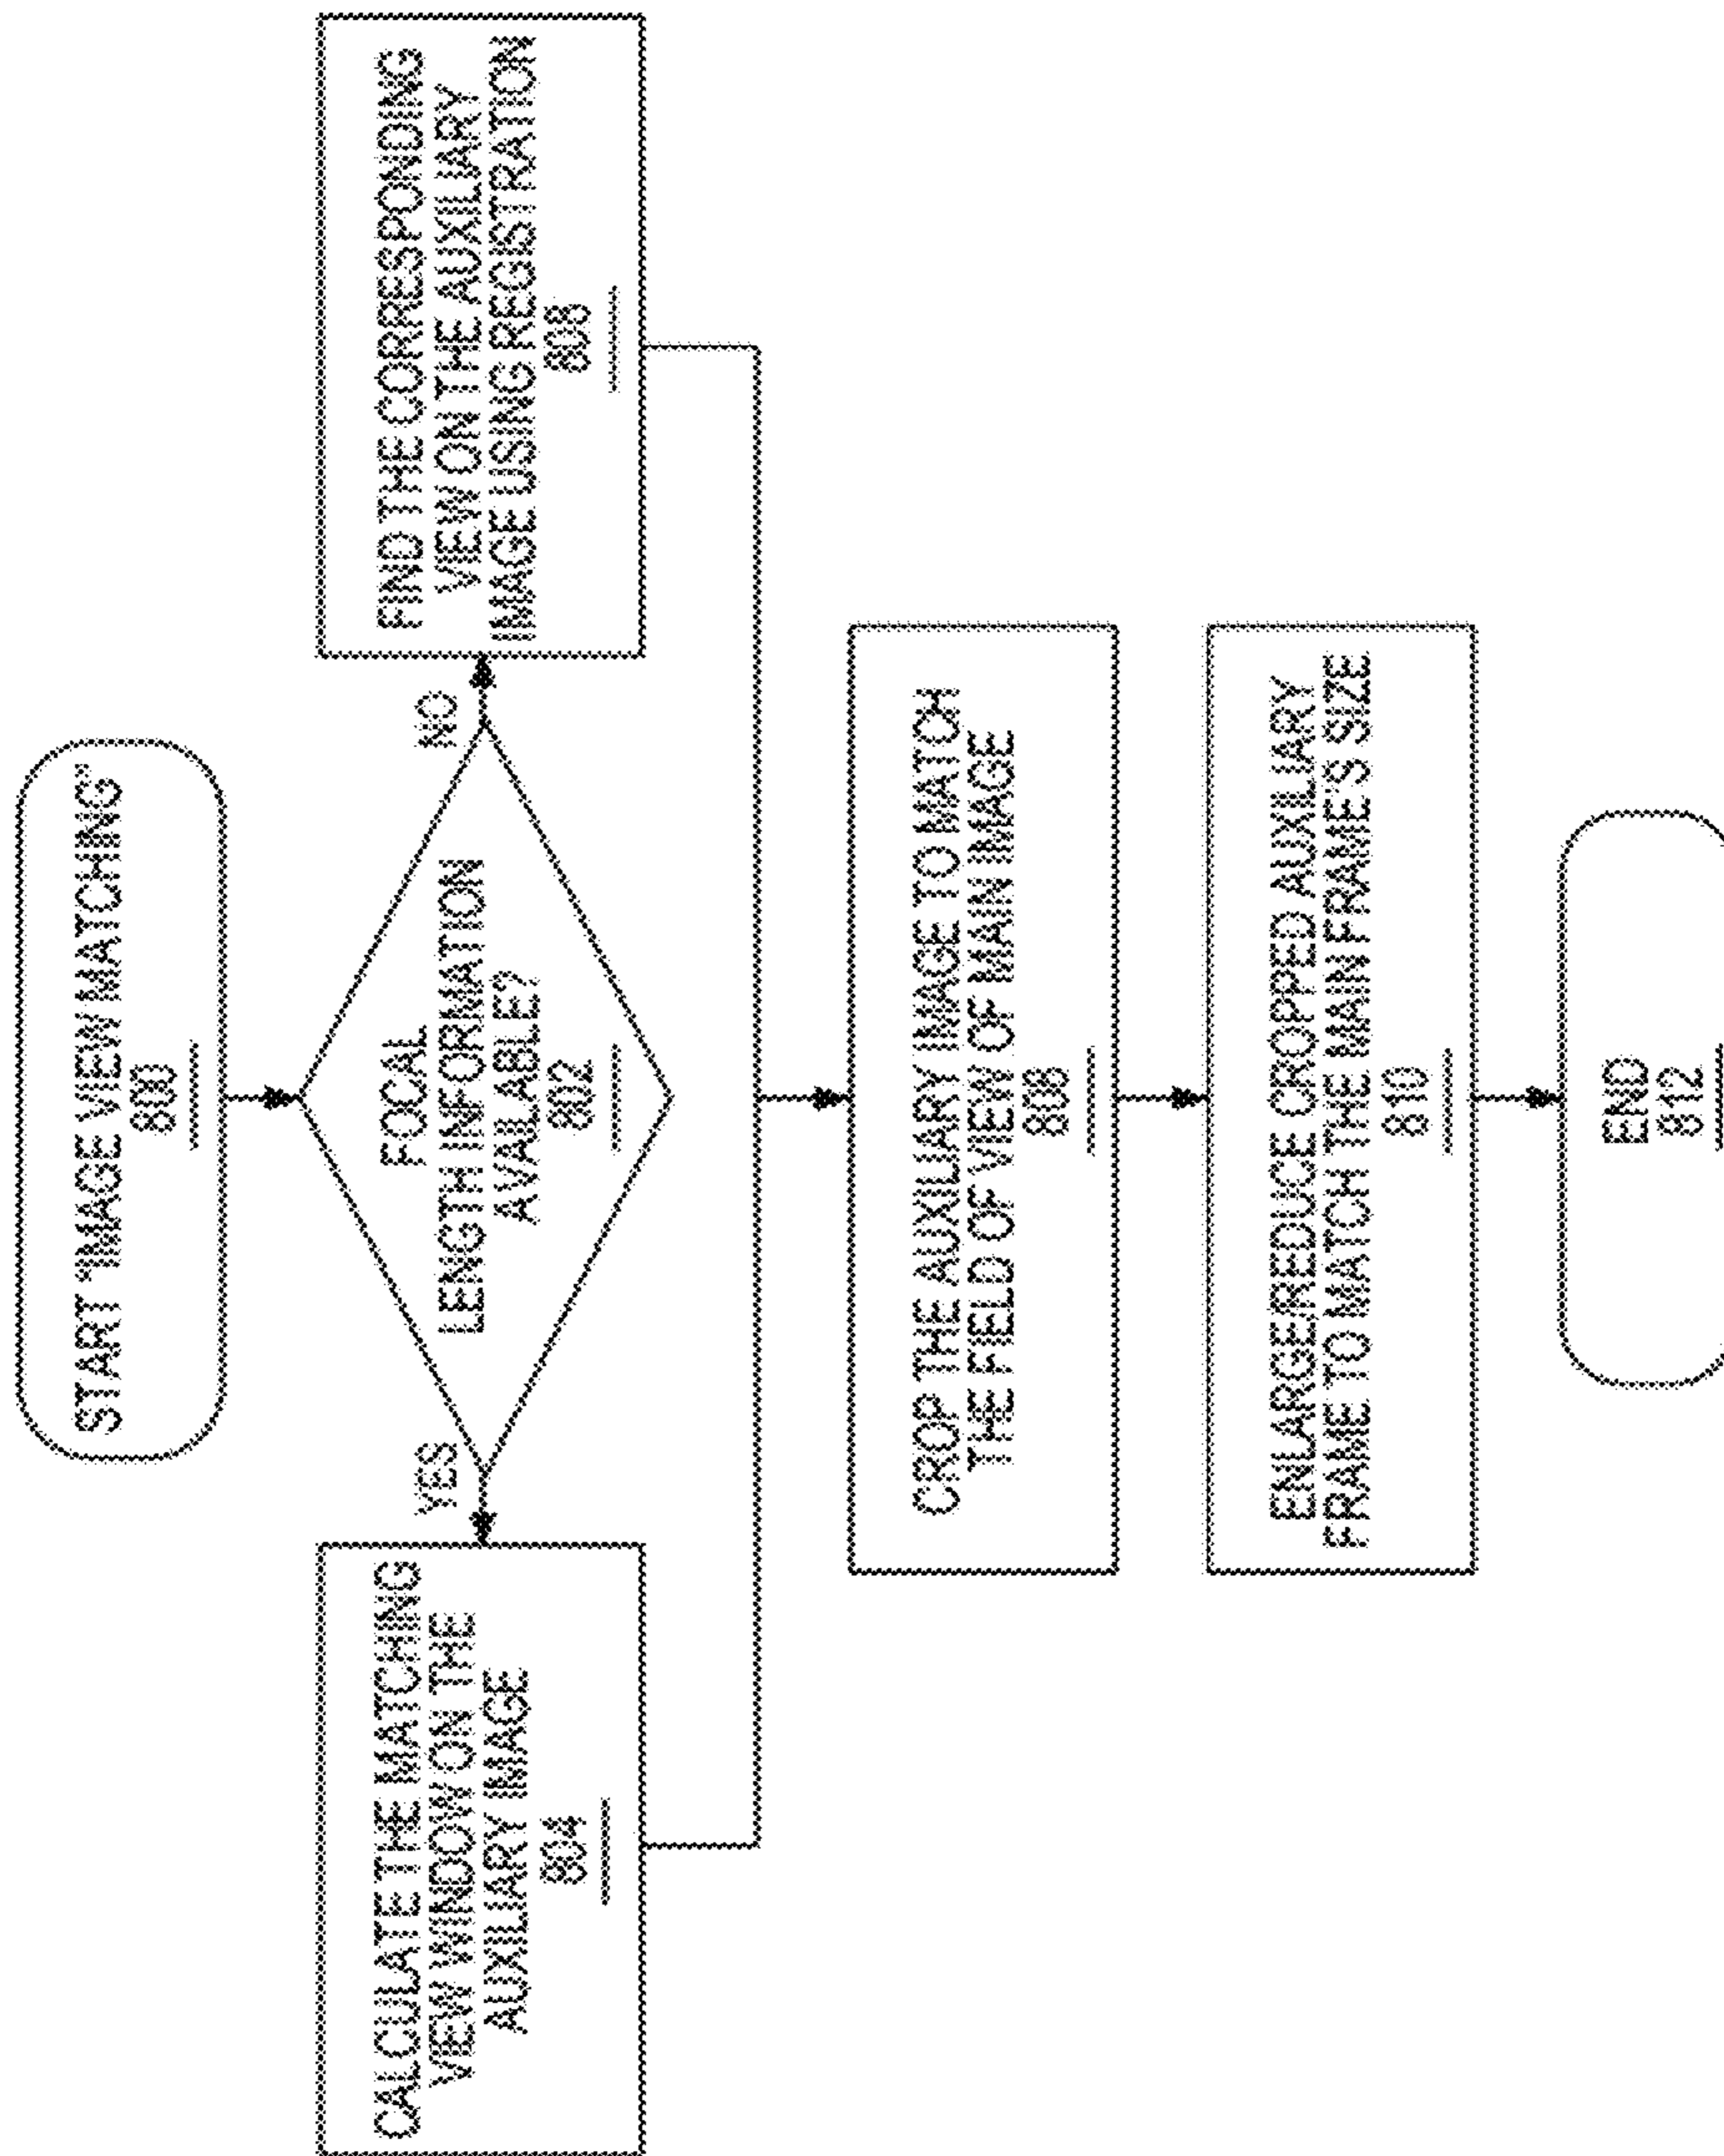 START "IMAGE VIEW MATCHING"
800
FOCAL
LENGTH INFORMATION
AVAILABLE?
802
YES
NO
CALCULATE THE MATCHING
VIEW WINDOW ON THE
AUXILIARY IMAGE
804
FIND THE CORRESPONDING
VIEW ON THE AUXILIARY
IMAGE USING REGISTRATION
806
CROP THE AUXILIARY IMAGE TO MATCH
THE FIELD OF VIEW OF MAIN IMAGE
808
ENLARGE/REDUCE CROPPED AUXILIARY
FRAME TO MATCH THE MAIN FRAME'S SIZE
810
END
812